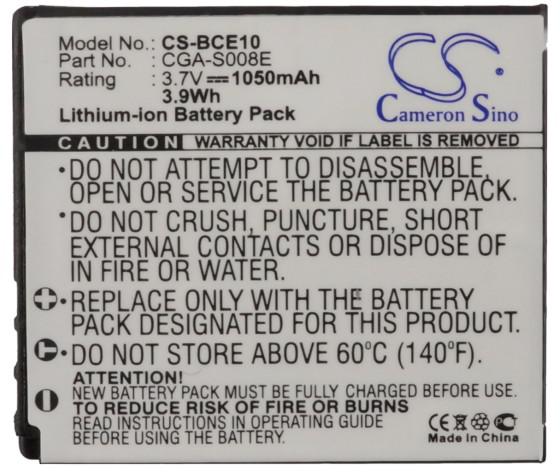 Model No.: CS-BCE10
Part No. : CGA-S008E
Rating : 3.7V 1050mAh
3.9Wh
Lithium-ion Battery Pack
CS
Cameron Sino
CAUTION WARRANTY VOID IF LABEL IS REMOVED
•DO NOT ATTEMPT TO DISASSEMBLE,
OPEN OR SERVICE THE BATTERY PACK.
•DO NOT CRUSH, PUNCTURE, SHORT
EXTERNAL CONTACTS OR DISPOSE OF
IN FIRE OR WATER.
•REPLACE ONLY WITH THE BATTERY
PACK DESIGNATED FOR THIS PRODUCT.
•DO NOT STORE ABOVE 60°C (140°F).
ATTENTION!
NEW BATTERY PACK MUST BE FULLY CHARGED BEFORE USE.
TO REDUCE RISK OF FIRE OR BURNS
READ INSTRUCTIONS IN OPERATING GUIDE
BEFORE USE.
CE
Made in China